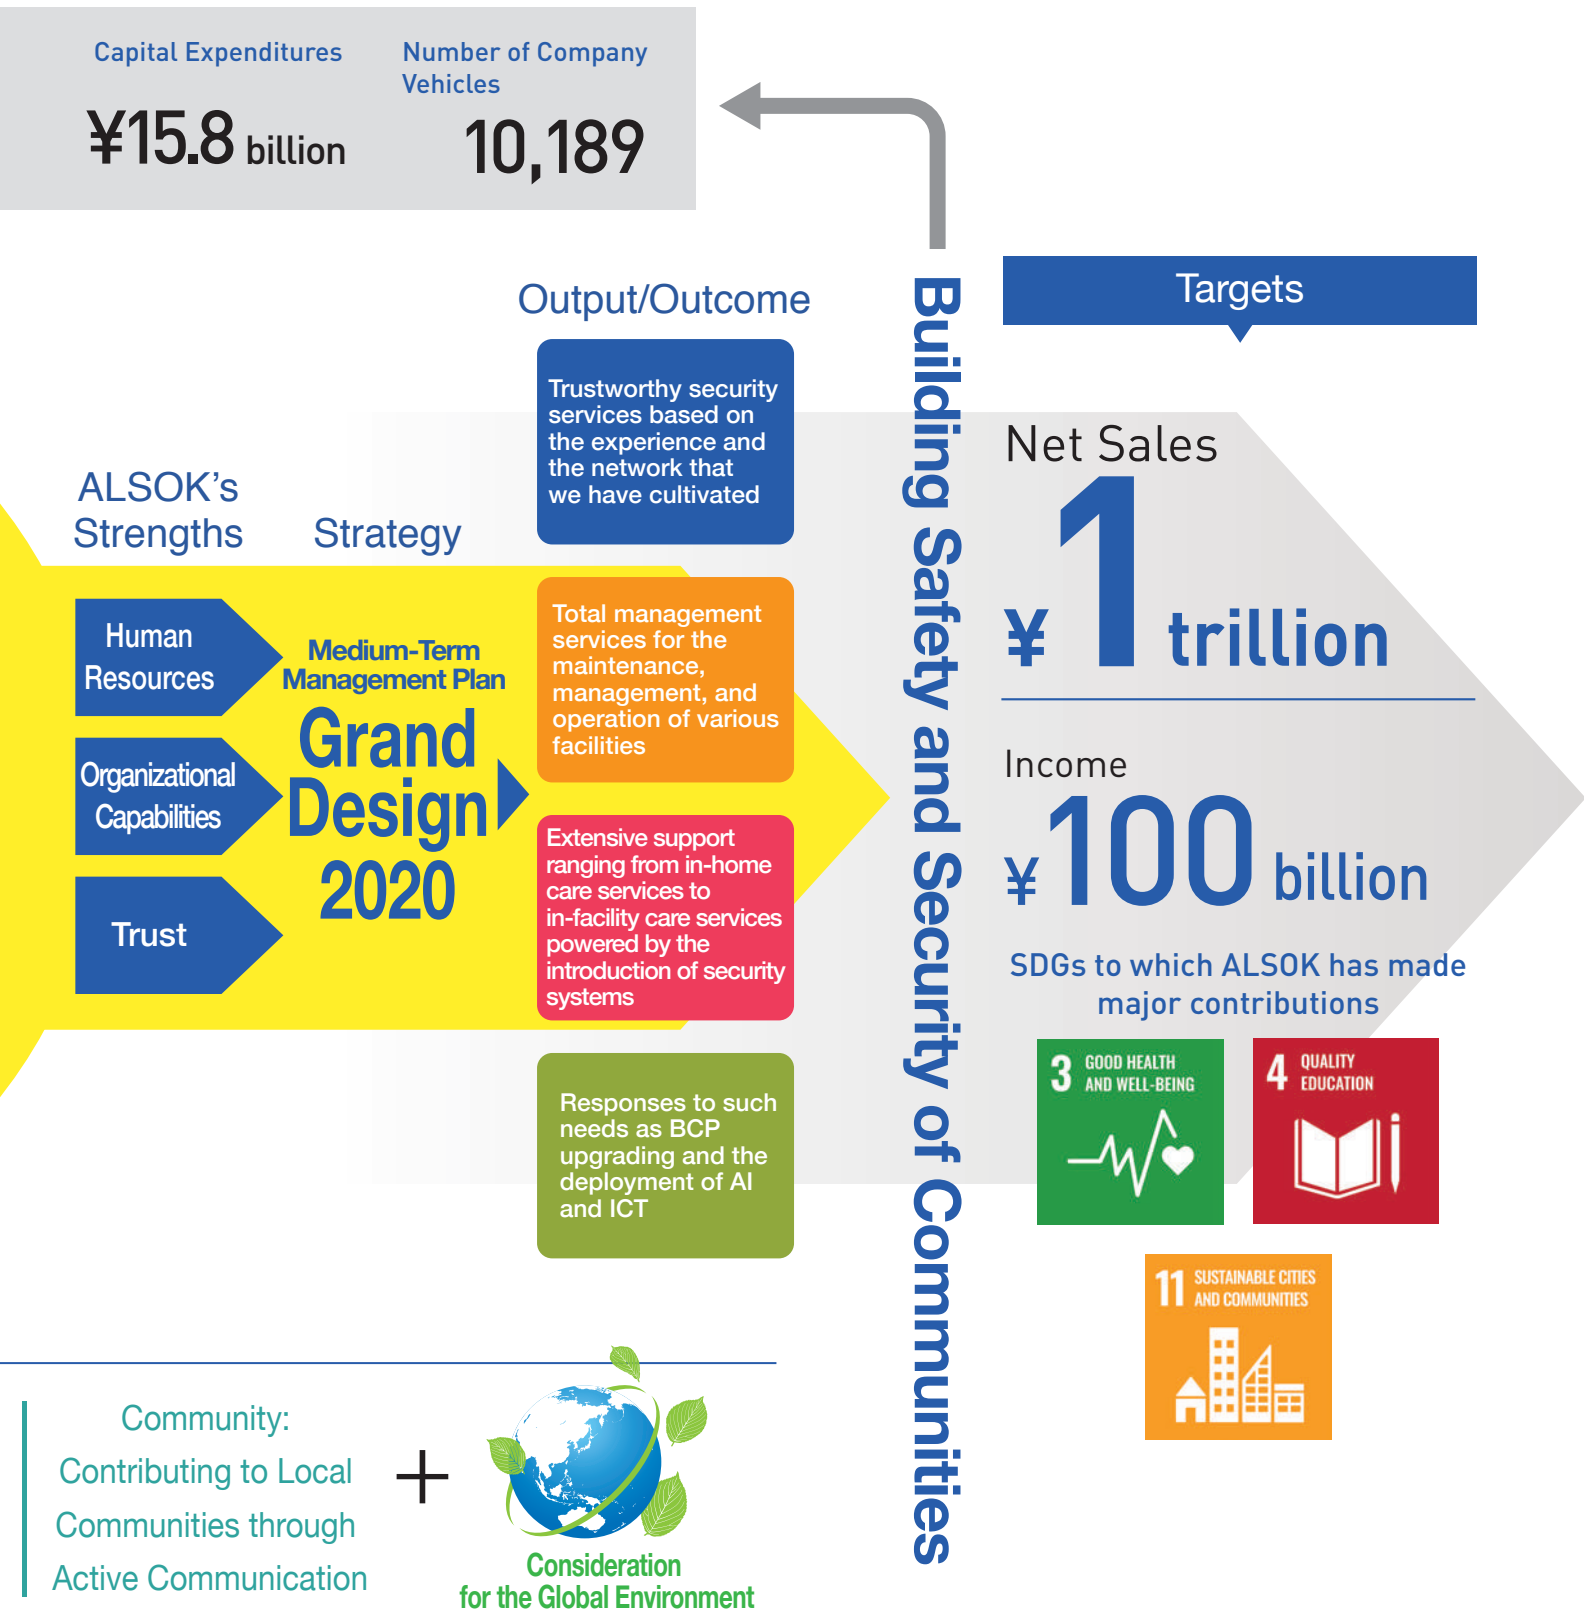 Capital Expenditures
¥15.8 billion
Number of Company
Vehicles
10,189
ALSOK's
Strengths
Human
Resources
Organizational
Capabilities
Trust
Strategy
Medium-Term
Management Plan
Grand
Design
2020
Output/Outcome
Trustworthy security
services based on
the experience and
the network that
we have cultivated
Total management
services for the
maintenance,
management, and
operation of various
facilities
Extensive support
ranging from in-home
care services to
in-facility care services
powered by the
introduction of security
systems
Responses to such
needs as BCP
upgrading and the
deployment of AI
and ICT
Building Safety and Security of Communities
Targets
Net Sales
¥1 trillion
Income
¥100 billion
SDGs to which ALSOK has made
major contributions
3 GOOD HEALTH
AND WELL-BEING
4 QUALITY
EDUCATION
11 SUSTAINABLE CITIES
AND COMMUNITIES
Community:
Contributing to Local
Communities through
Active Communication
+
Consideration
for the Global Environment